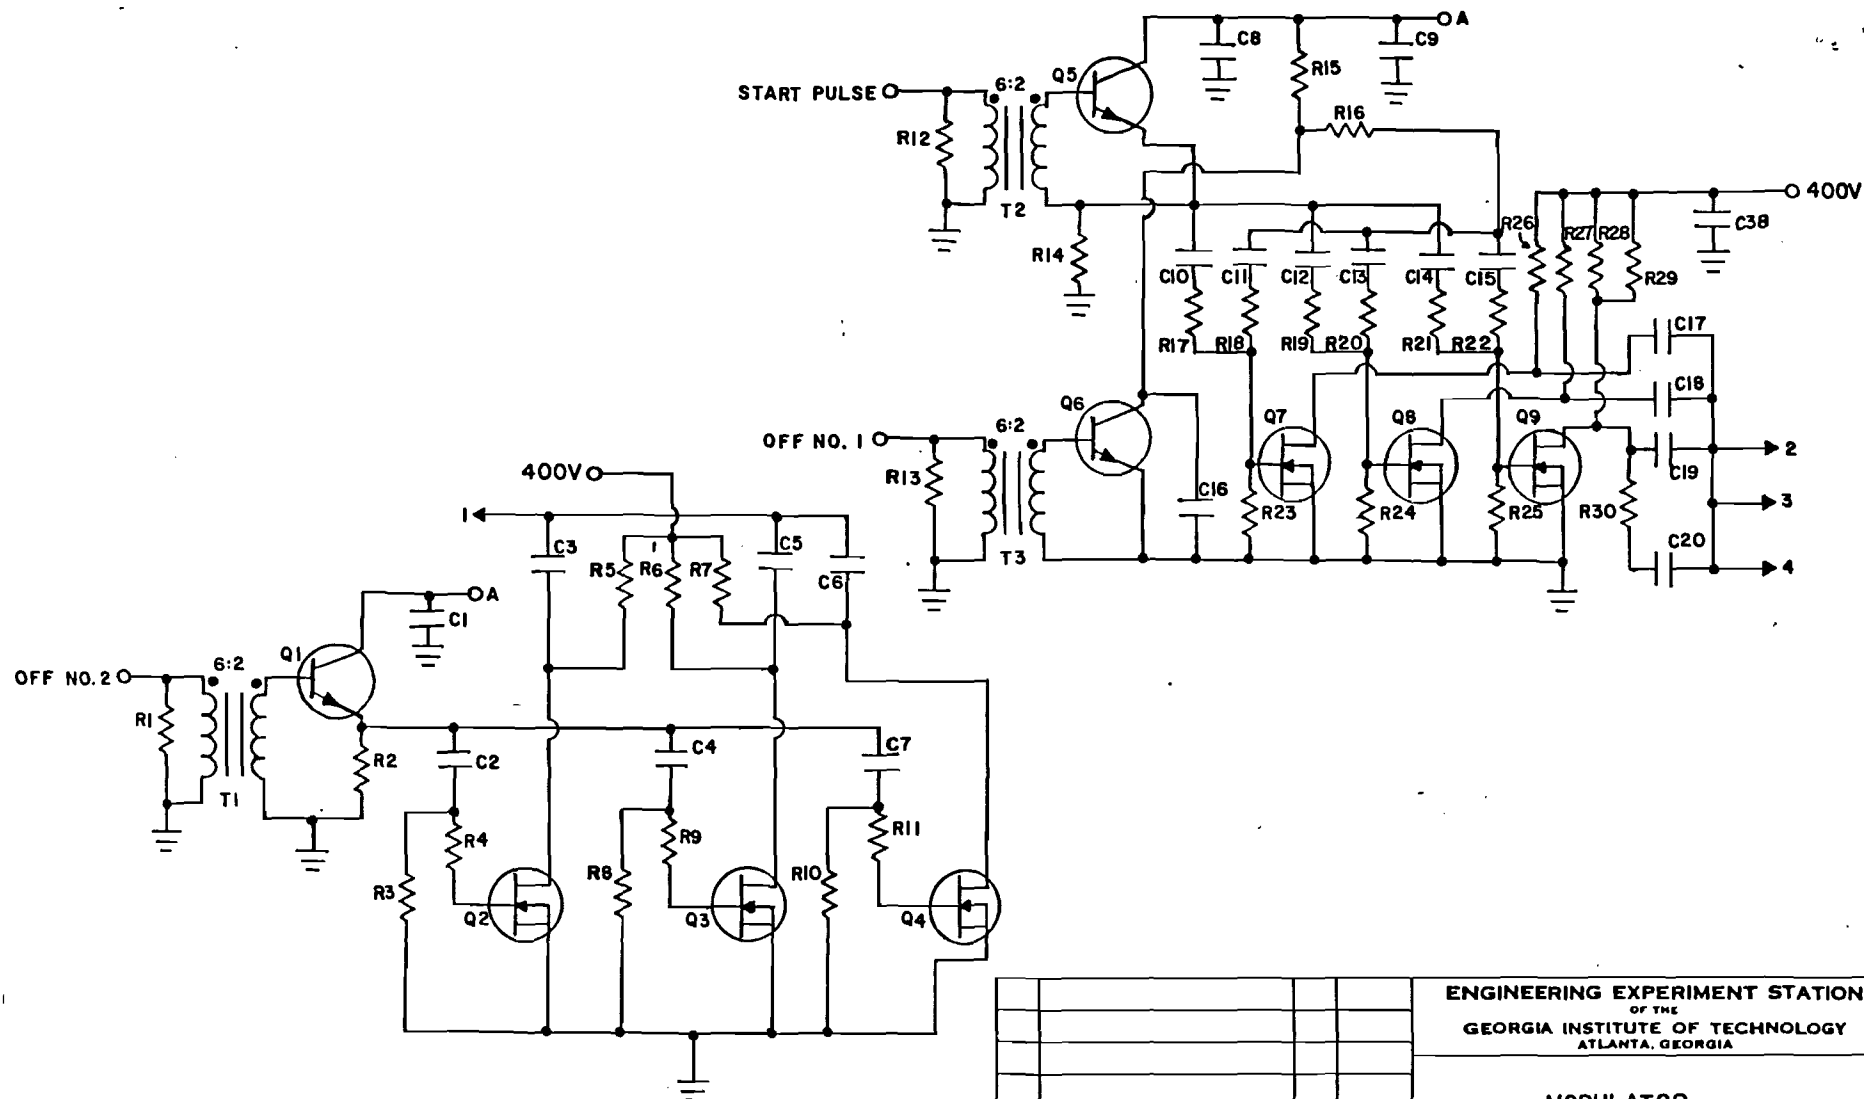 A
C8
C9
R15
Q5
6:2
START PULSE
R16
R12
T2
400V
C38
R26
R27
R28
R29
R14
C10
C11
C12
C13
C14
C15
R17
R18
R19
R20
R21
R22
C17
C18
Q6
Q7
Q8
Q9
6:2
OFF NO. 1
2
C19
R13
C16
R23
R24
R25
R30
3
T3
C20
4
400V
1
C3
R5
R6
R7
C5
C6
A
C1
Q1
6:2
OFF NO. 2
R1
T1
R2
C2
C4
C7
R4
R9
R11
R3
R8
R10
Q2
Q3
Q4
ENGINEERING EXPERIMENT STATION
OF THE
GEORGIA INSTITUTE OF TECHNOLOGY
ATLANTA, GEORGIA